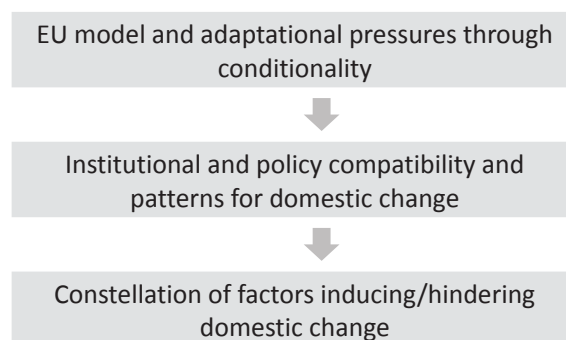 EU model and adaptational pressures through
conditionality
Institutional and policy compatibility and
patterns for domestic change
Constellation of factors inducing/hindering
domestic change